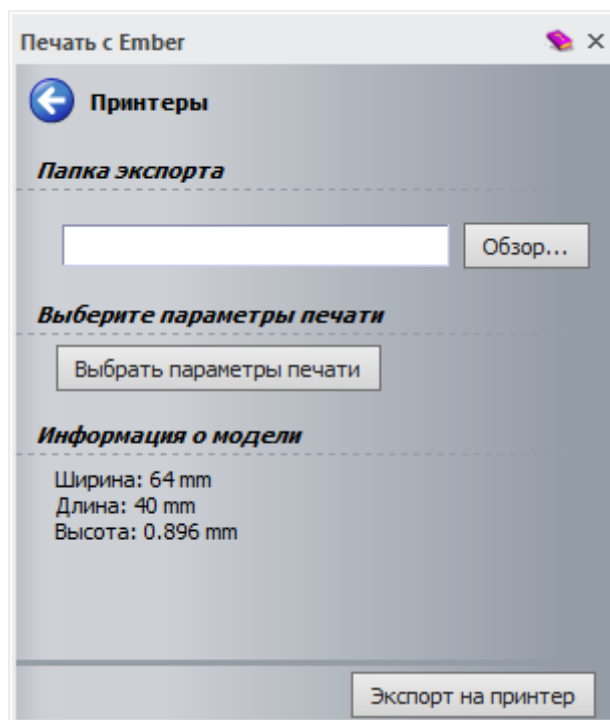 Печать с Ember
Принтеры
Папка экспорта
Обзор...
Выберите параметры печати
Выбрать параметры печати
Информация о модели
Ширина: 64 mm
Длина: 40 mm
Высота: 0.896 mm
Экспорт на принтер